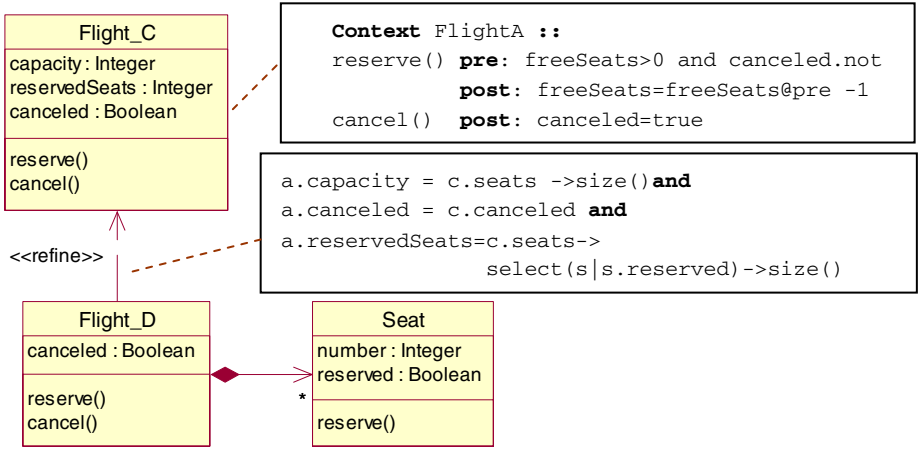 Flight_C
capacity : Integer
reservedSeats : Integer
canceled : Boolean
reserve()
cancel()
Context FlightA ::
reserve() pre: freeSeats>0 and canceled.not
post: freeSeats=freeSeats@pre -1
cancel() post: canceled=true
a.capacity = c.seats ->size()and
a.canceled = c.canceled and
a.reservedSeats=c.seats->
select(s|s.reserved)->size()
<<refine>>
Flight_D
canceled : Boolean
reserve()
cancel()
*
Seat
number : Integer
reserved : Boolean
reserve()